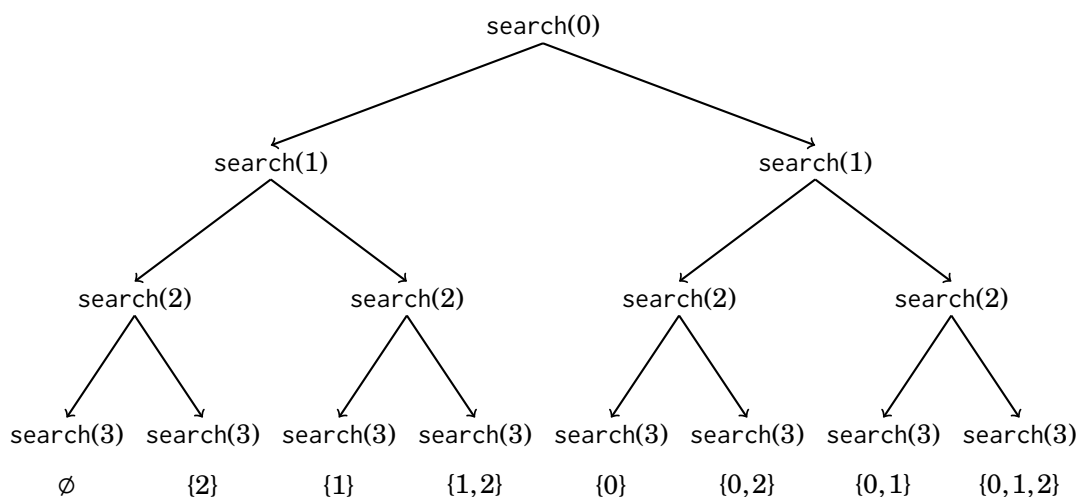 search(0)
search(1) search(1)
search(2) search(2) search(2) search(2)
search(3) search(3) search(3) search(3) search(3) search(3) search(3) search(3)
∅ {2} {1} {1,2} {0} {0,2} {0,1} {0,1,2}